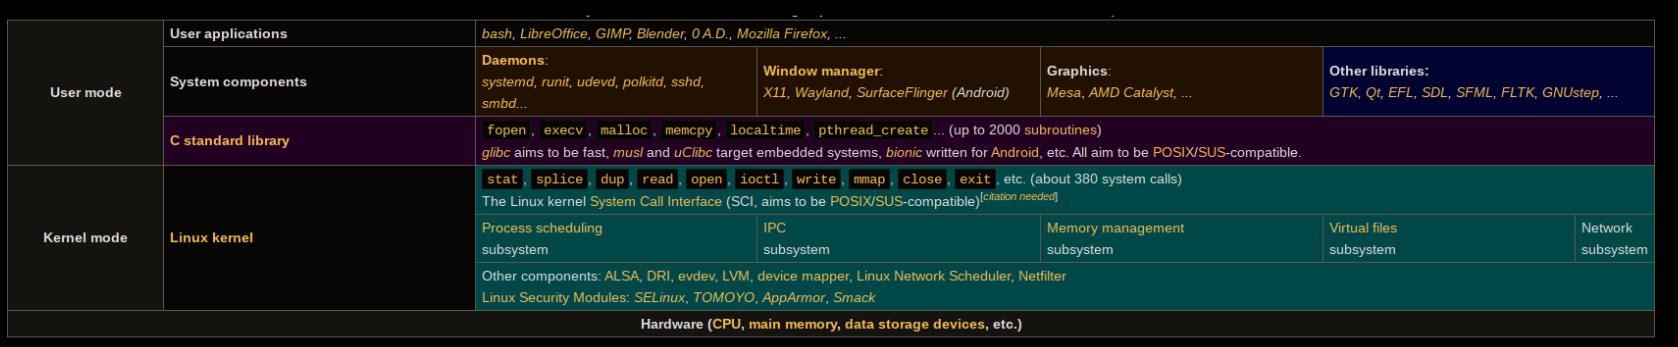 User mode
User applications
bash, LibreOffice, GIMP, Blender, 0 A.D., Mozilla Firefox, ...
System components
Daemons:
systemd, runit, udevd, polkitd, sshd,
smbd...
Window manager:
X11, Wayland, SurfaceFlinger (Android)
Graphics:
Mesa, AMD Catalyst, ...
Other libraries:
GTK, Qt, EFL, SDL, SFML, FLTK, GNUstep, ...
C standard library
fopen, execv, malloc, memcpy, localtime, pthread_create... (up to 2000 subroutines)
glibc aims to be fast, musl and uClibc target embedded systems, bionic written for Android, etc. All aim to be POSIX/SUS-compatible.
Kernel mode
Linux kernel
stat, splice, dup, read, open, ioctl, write, mmap, close, exit, etc. (about 380 system calls)
The Linux kernel System Call Interface (SCI, aims to be POSIX/SUS-compatible)[citation needed]
Process scheduling
subsystem
IPC
subsystem
Memory management
subsystem
Virtual files
subsystem
Network
subsystem
Other components: ALSA, DRI, evdev, LVM, device mapper, Linux Network Scheduler, Netfilter
Linux Security Modules: SELinux, TOMOYO, AppArmor, Smack
Hardware (CPU, main memory, data storage devices, etc.)